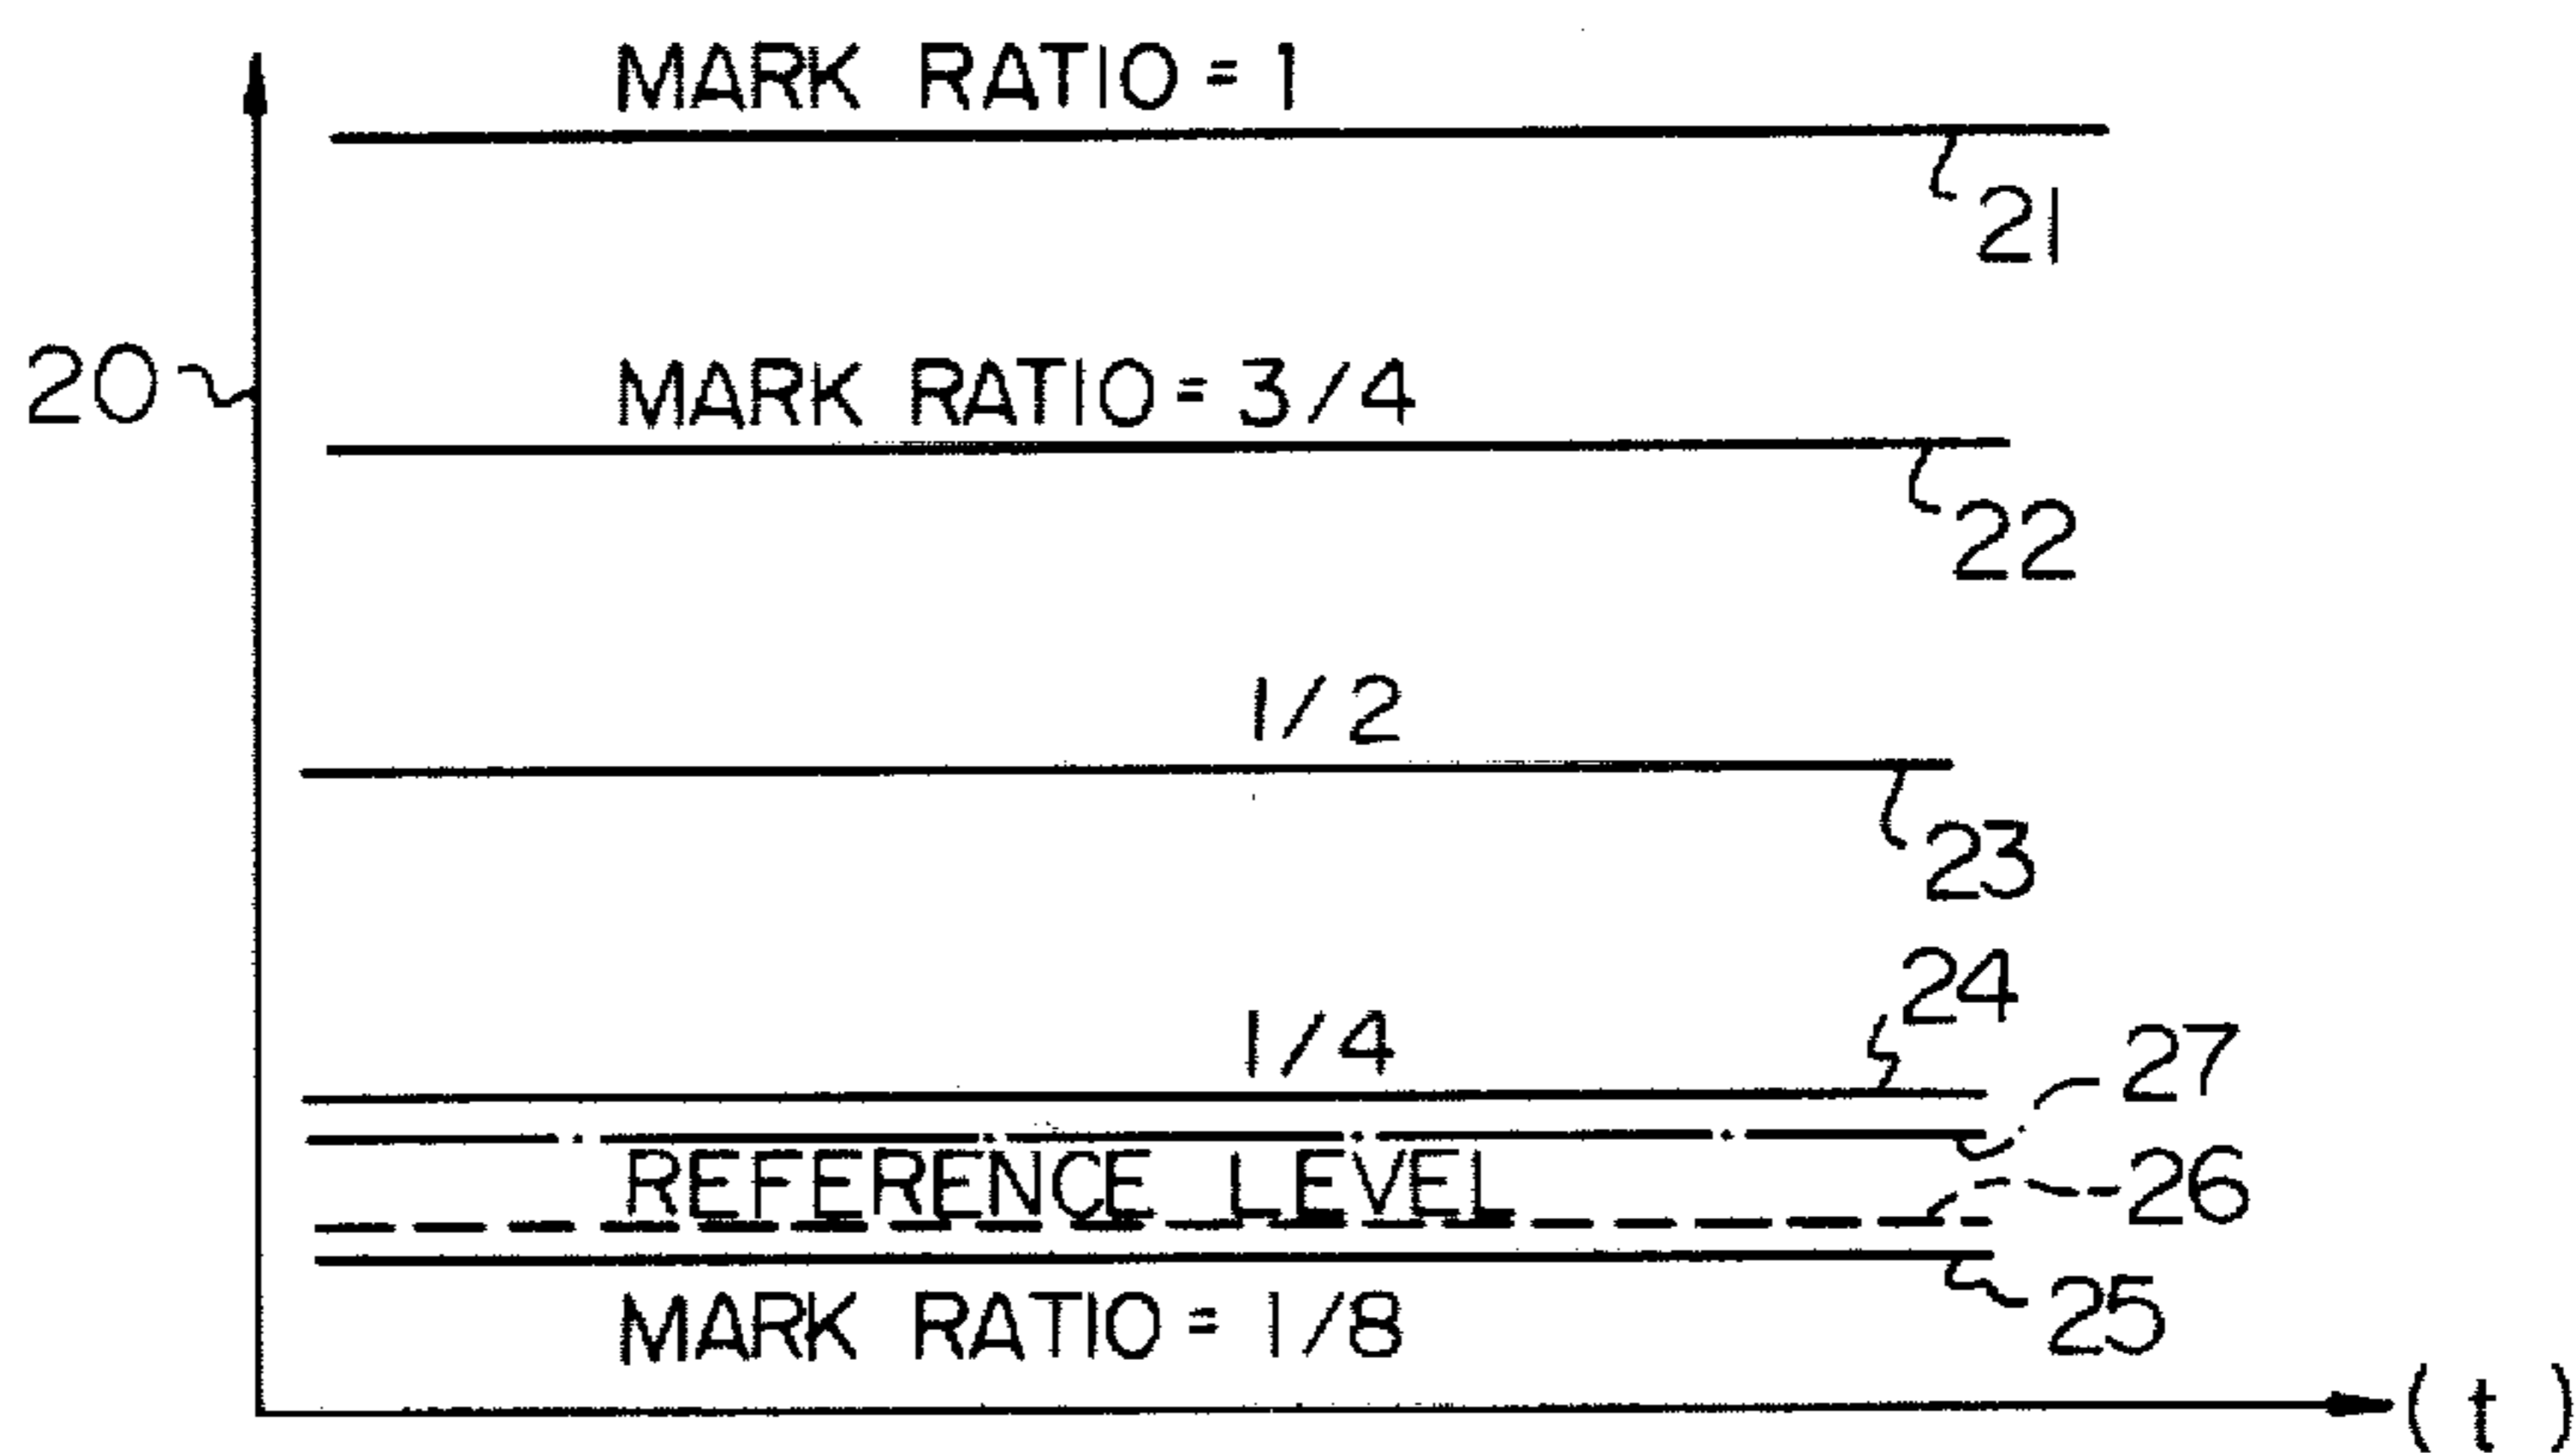 MARK RATIO = 1
21
20
MARK RATIO = 3/4
22
1/2
23
24
1/4
27
REFERENCE LEVEL
26
MARK RATIO = 1/8
25
(t)